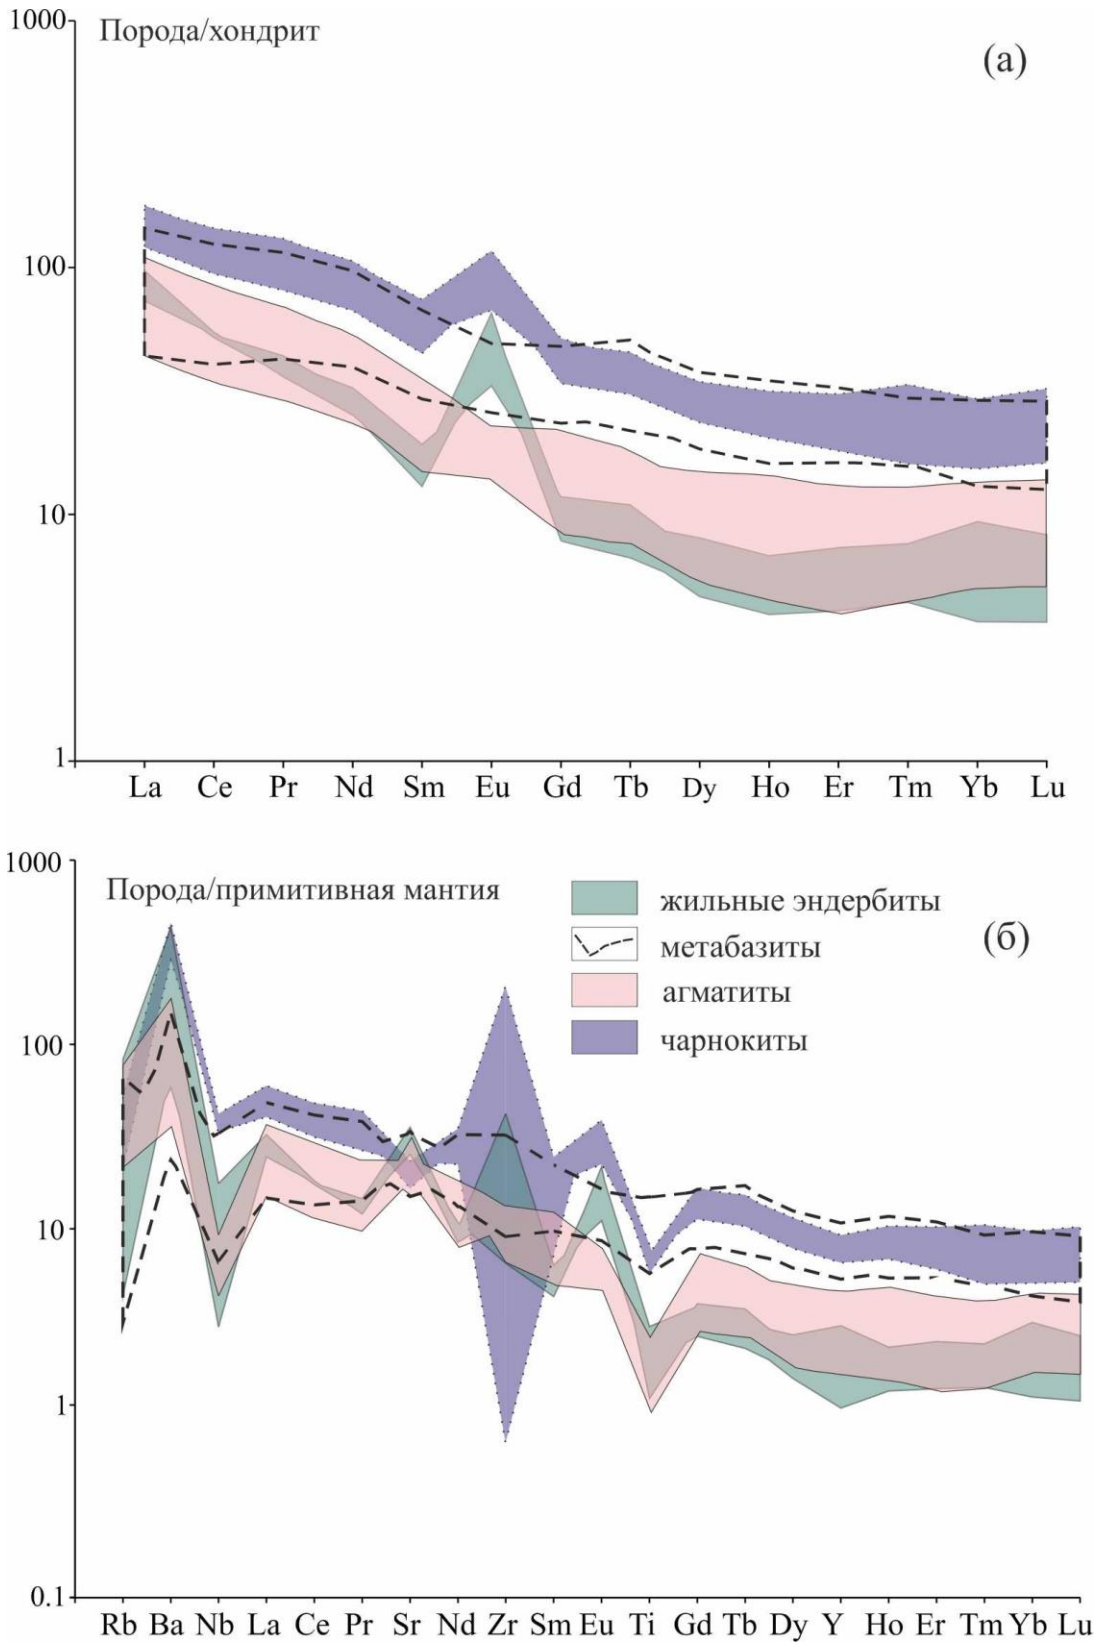 1000
Порода/хондрит
(а)
100
10
1
La Ce Pr Nd Sm Eu Gd Tb Dy Ho Er Tm Yb Lu
1000
Порода/примитивная мантия
жильные эндербиты
метабазиты
(б)
агматиты
чарнокиты
100
10
1
0.1
Rb Ba Nb La Ce Pr Sr Nd Zr Sm Eu Ti Gd Tb Dy Y Ho Er Tm Yb Lu